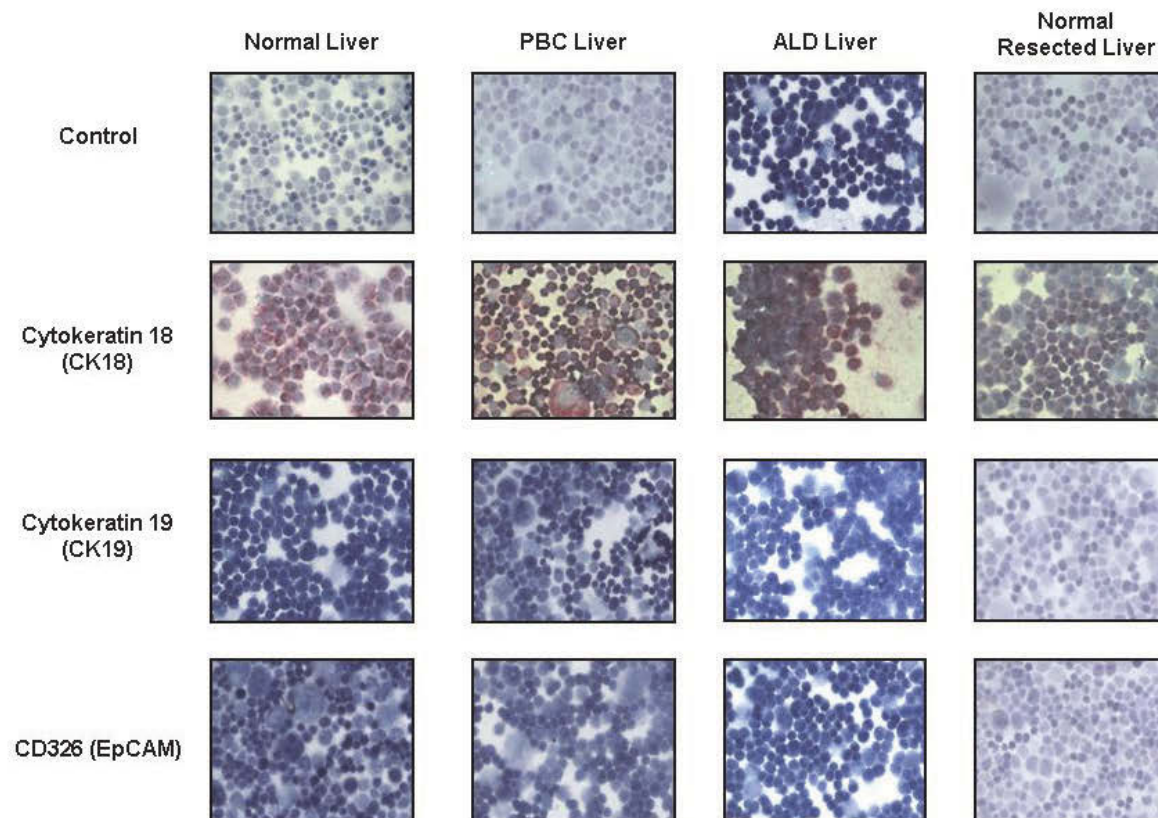 Normal Liver
PBC Liver
ALD Liver
Normal
Resected Liver
Control
Cytokeratin 18
(CK18)
Cytokeratin 19
(CK19)
CD326 (EpCAM)